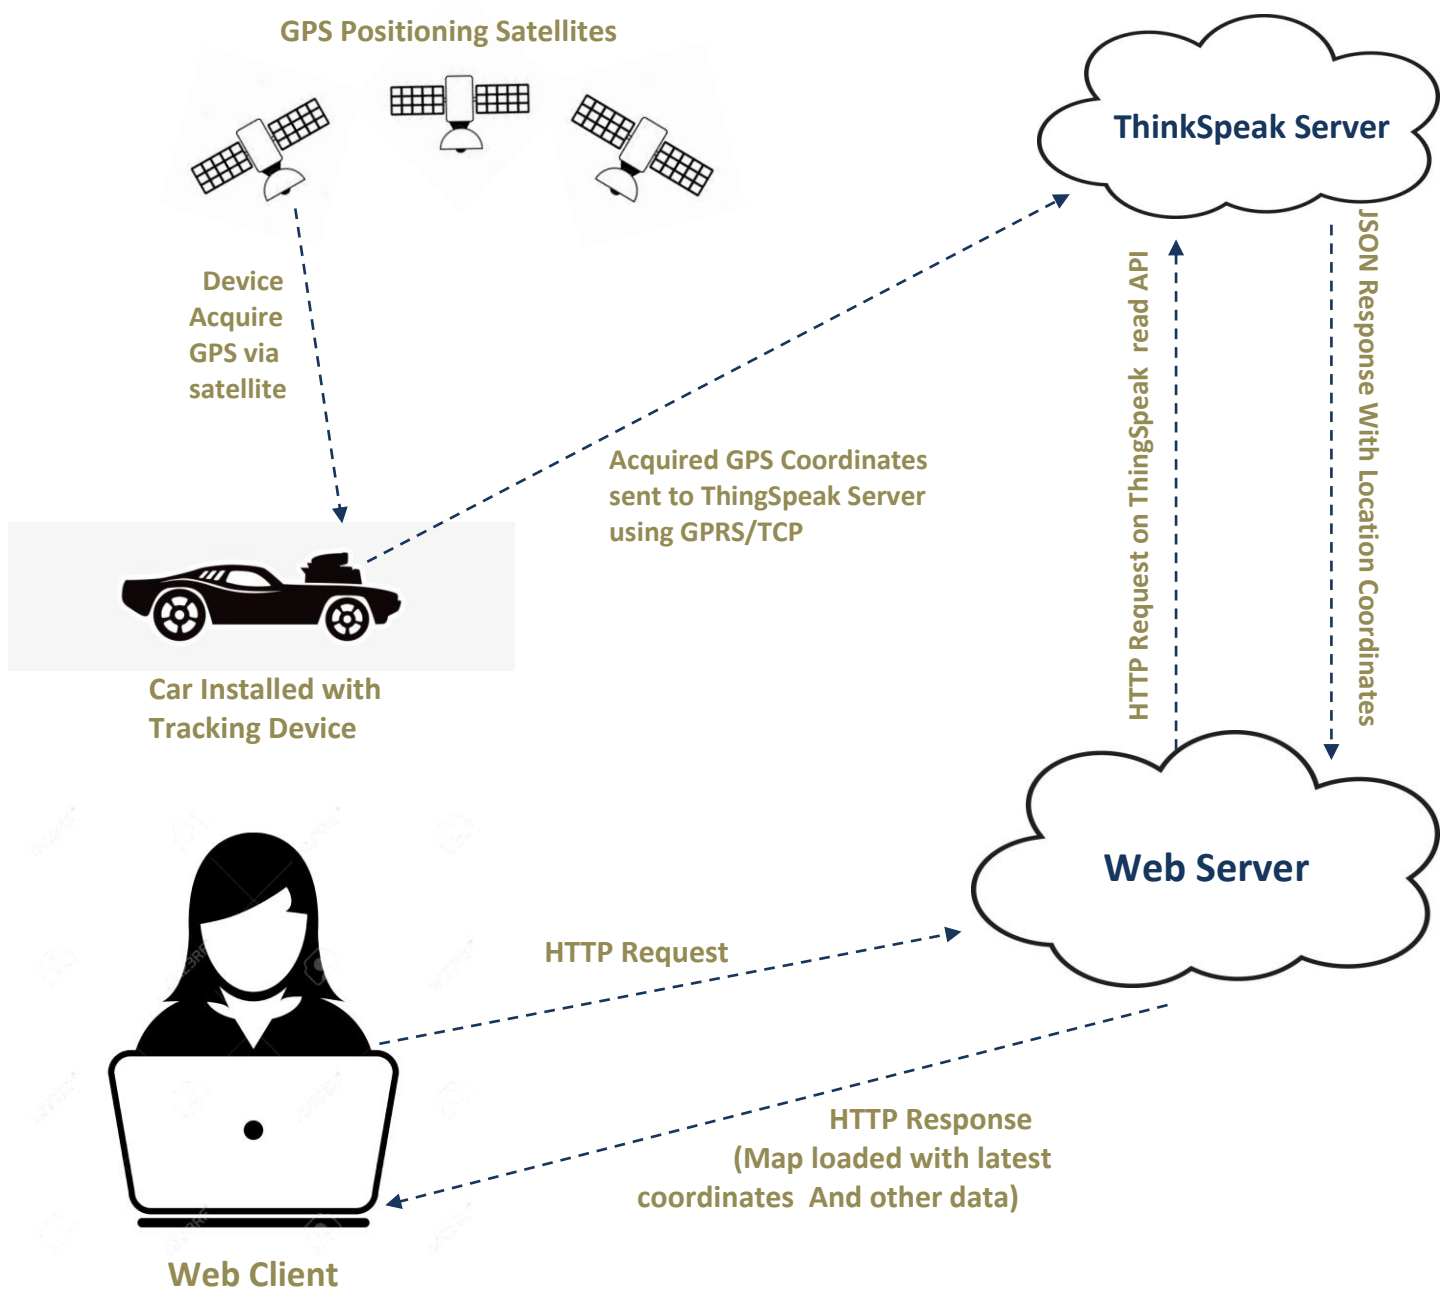 GPS Positioning Satellites
ThinkSpeak Server
Device
Acquire
GPS via
satellite
HTTP Request on ThingSpeak read API
JSON Response With Location Coordinates
Acquired GPS Coordinates
sent to ThingSpeak Server
using GPRS/TCP
Car Installed with
Tracking Device
Web Server
HTTP Request
HTTP Response
(Map loaded with latest
coordinates And other data)
Web Client